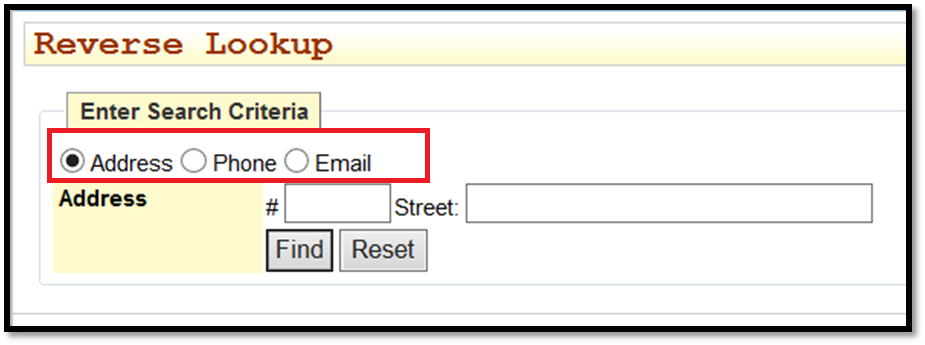 Reverse Lookup
Enter Search Criteria
Address Phone Email
Address # Street:
Find Reset